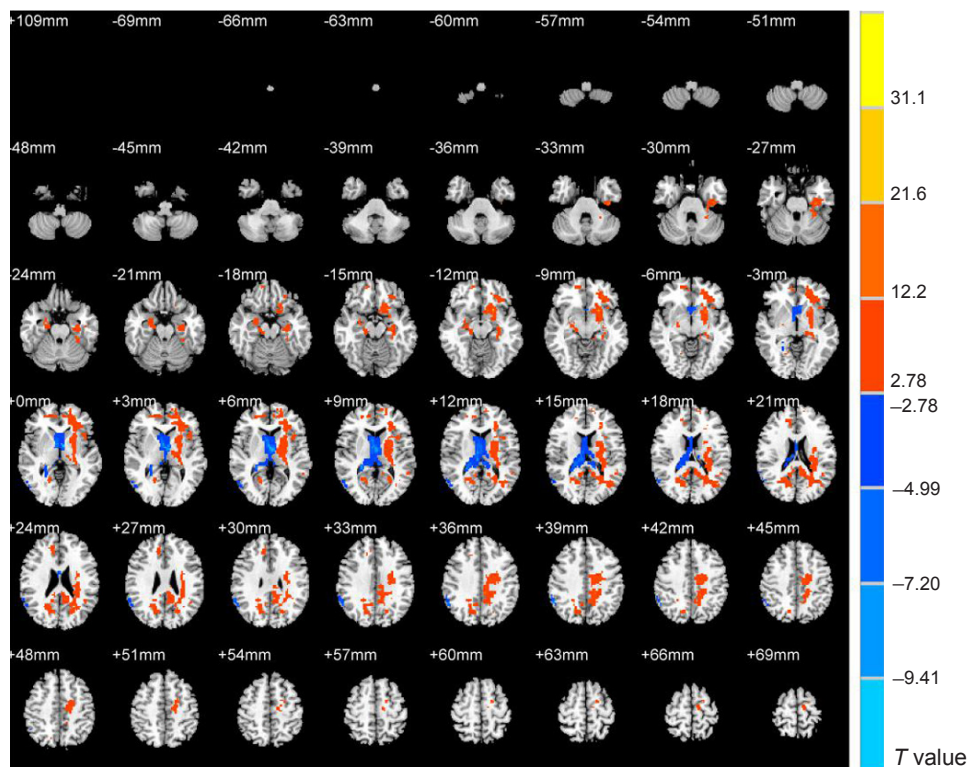 +109mm -69mm -66mm -63mm -60mm -57mm -54mm -51mm
-48mm -45mm -42mm -39mm -36mm -33mm -30mm -27mm
-24mm -21mm -18mm -15mm -12mm -9mm -6mm -3mm
+0mm +3mm +6mm +9mm +12mm +15mm +18mm +21mm
+24mm +27mm +30mm +33mm +36mm +39mm +42mm +45mm
+48mm +51mm +54mm +57mm +60mm +63mm +66mm +69mm
31.1
21.6
12.2
2.78
–2.78
–4.99
–7.20
–9.41
T value